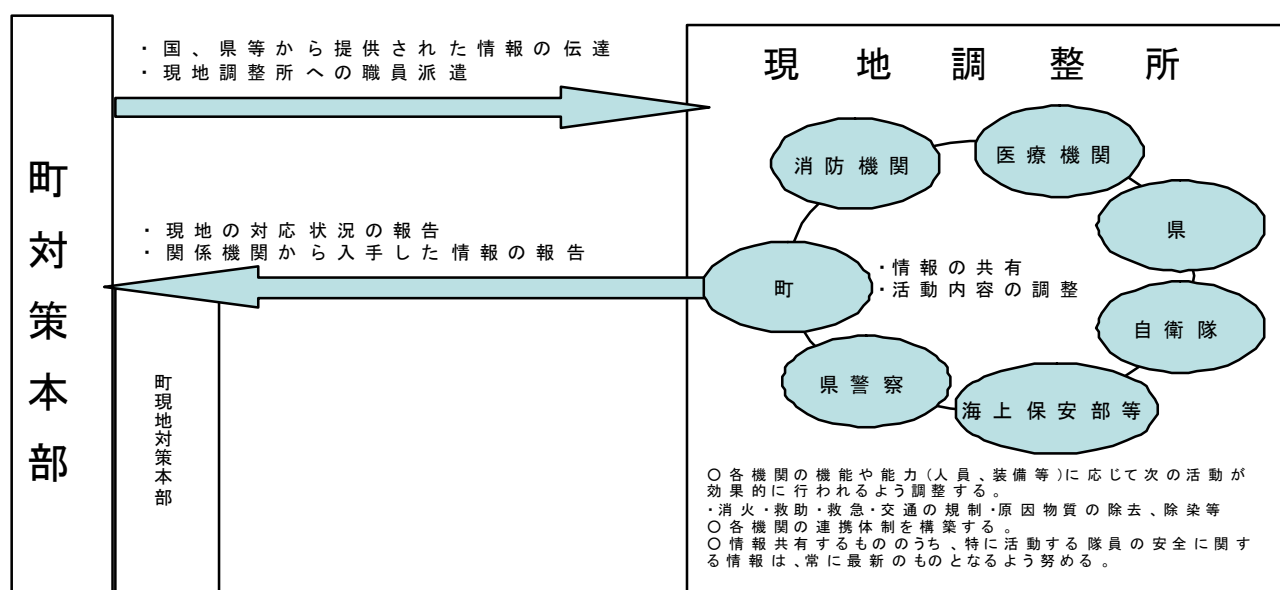 町対策本部
・国、県等から提供された情報の伝達
・現地調整所への職員派遣
・現地の対応状況の報告
・関係機関から入手した情報の報告
町現地対策本部
現地調整所
消防機関
医療機関
県
自衛隊
海上保安部等
県警察
町
・情報の共有
・活動内容の調整
〇各機関の機能や能力(人員、装備等)に応じて次の活動が
効果的に行われるよう調整する。
・消火・救助・救急・交通の規制・原因物質の除去、除染等
〇各機関の連携体制を構築する。
〇情報共有するもののうち、特に活動する隊員の安全に関す
る情報は、常に最新のものとなるよう努める。